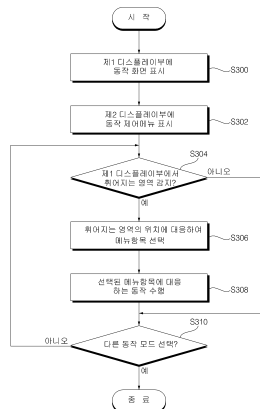 시 작
제1 디스플레이부에
동작 화면 표시
S300
제2 디스플레이부에
동작 제어메뉴 표시
S302
S304
제1 디스플레이부에서
휘어지는 영역 감지?
아니오
예
휘어지는 영역의 위치에 대응하여
메뉴항목 선택
S306
선택된 메뉴항목에 대응
하는 동작 수행
S308
S310
아니오
다른 동작 모드 선택?
예
종 료